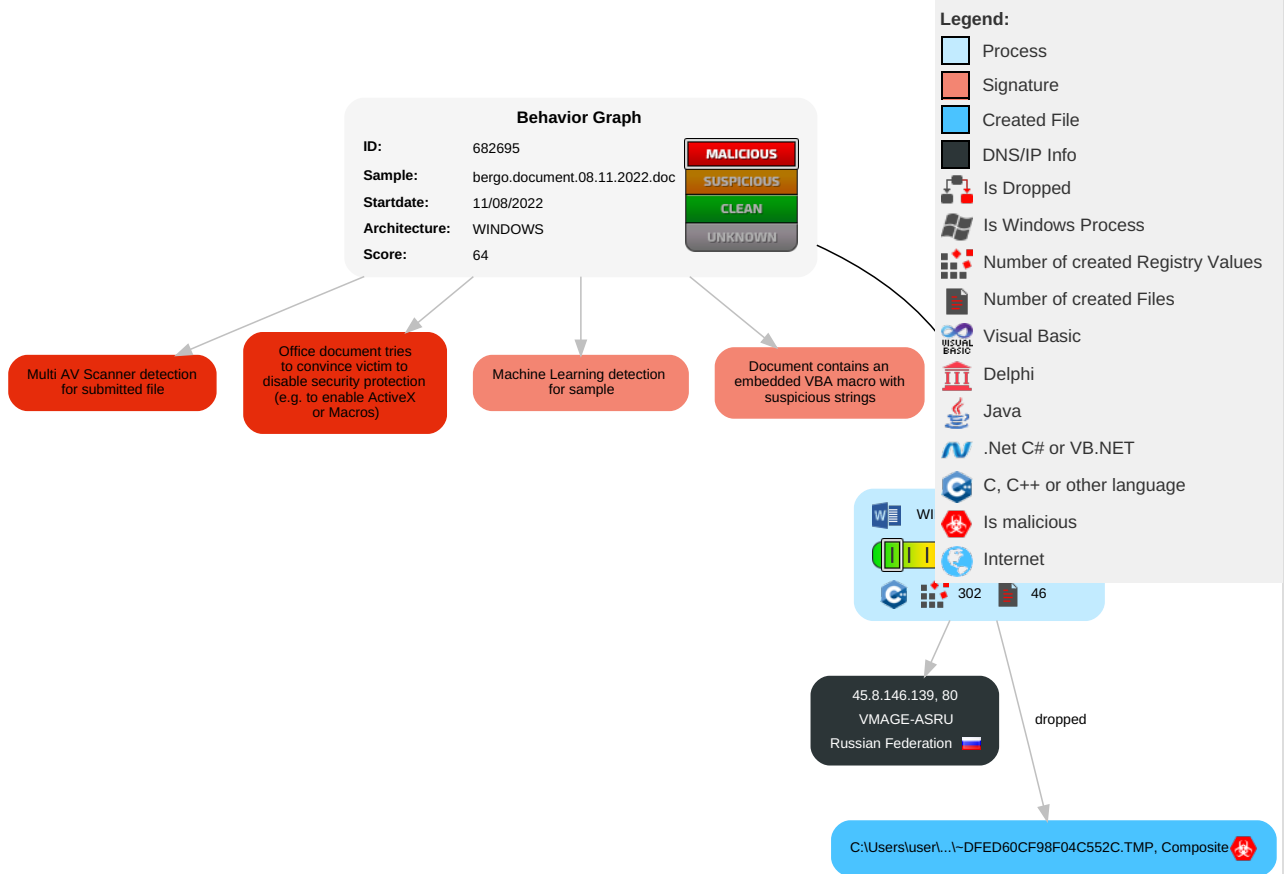 Behavior Graph
ID: 682695
Sample: bergo.document.08.11.2022.doc
Startdate: 11/08/2022
Architecture: WINDOWS
Score: 64
MALICIOUS
SUSPICIOUS
CLEAN
UNKNOWN
Multi AV Scanner detection
for submitted file
Office document tries
to convince victim to
disable security protection
(e.g. to enable ActiveX
or Macros)
Machine Learning detection
for sample
Document contains an
embedded VBA macro with
suspicious strings
W
302 46
45.8.146.139, 80
VMAGE-ASRU
Russian Federation
dropped
C:\Users\user\...\~DFED60CF98F04C552C.TMP, Composite
Legend:
Process
Signature
Created File
DNS/IP Info
Is Dropped
Is Windows Process
Number of created Registry Values
Number of created Files
VISUAL
BASIC
Visual Basic
Delphi
Java
.Net C# or VB.NET
C, C++ or other language
Is malicious
Internet